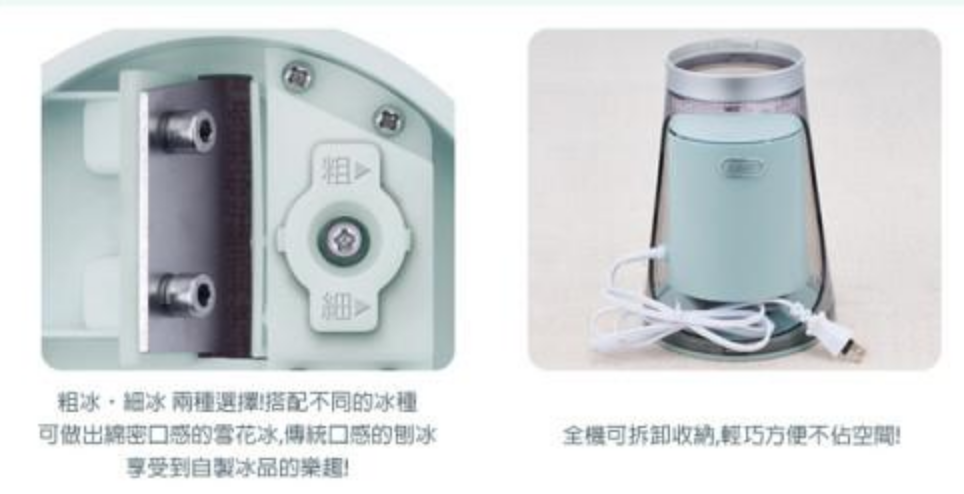 粗▷
細▷
粗冰・細冰 兩種選擇!搭配不同的冰種
可做出綿密口感的雪花冰,傳統口感的刨冰
享受到自製冰品的樂趣!
全機可拆卸收納,輕巧方便不佔空間!